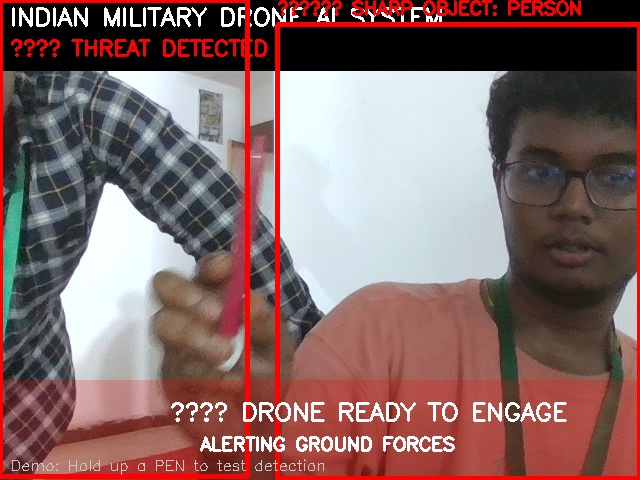 INDIAN MILITARY DRONE AI SYSTEM
?????? SHARP OBJECT: PERSON
???? THREAT DETECTED
???? DRONE READY TO ENGAGE
ALERTING GROUND FORCES
Demo: Hold up a PEN to test detection